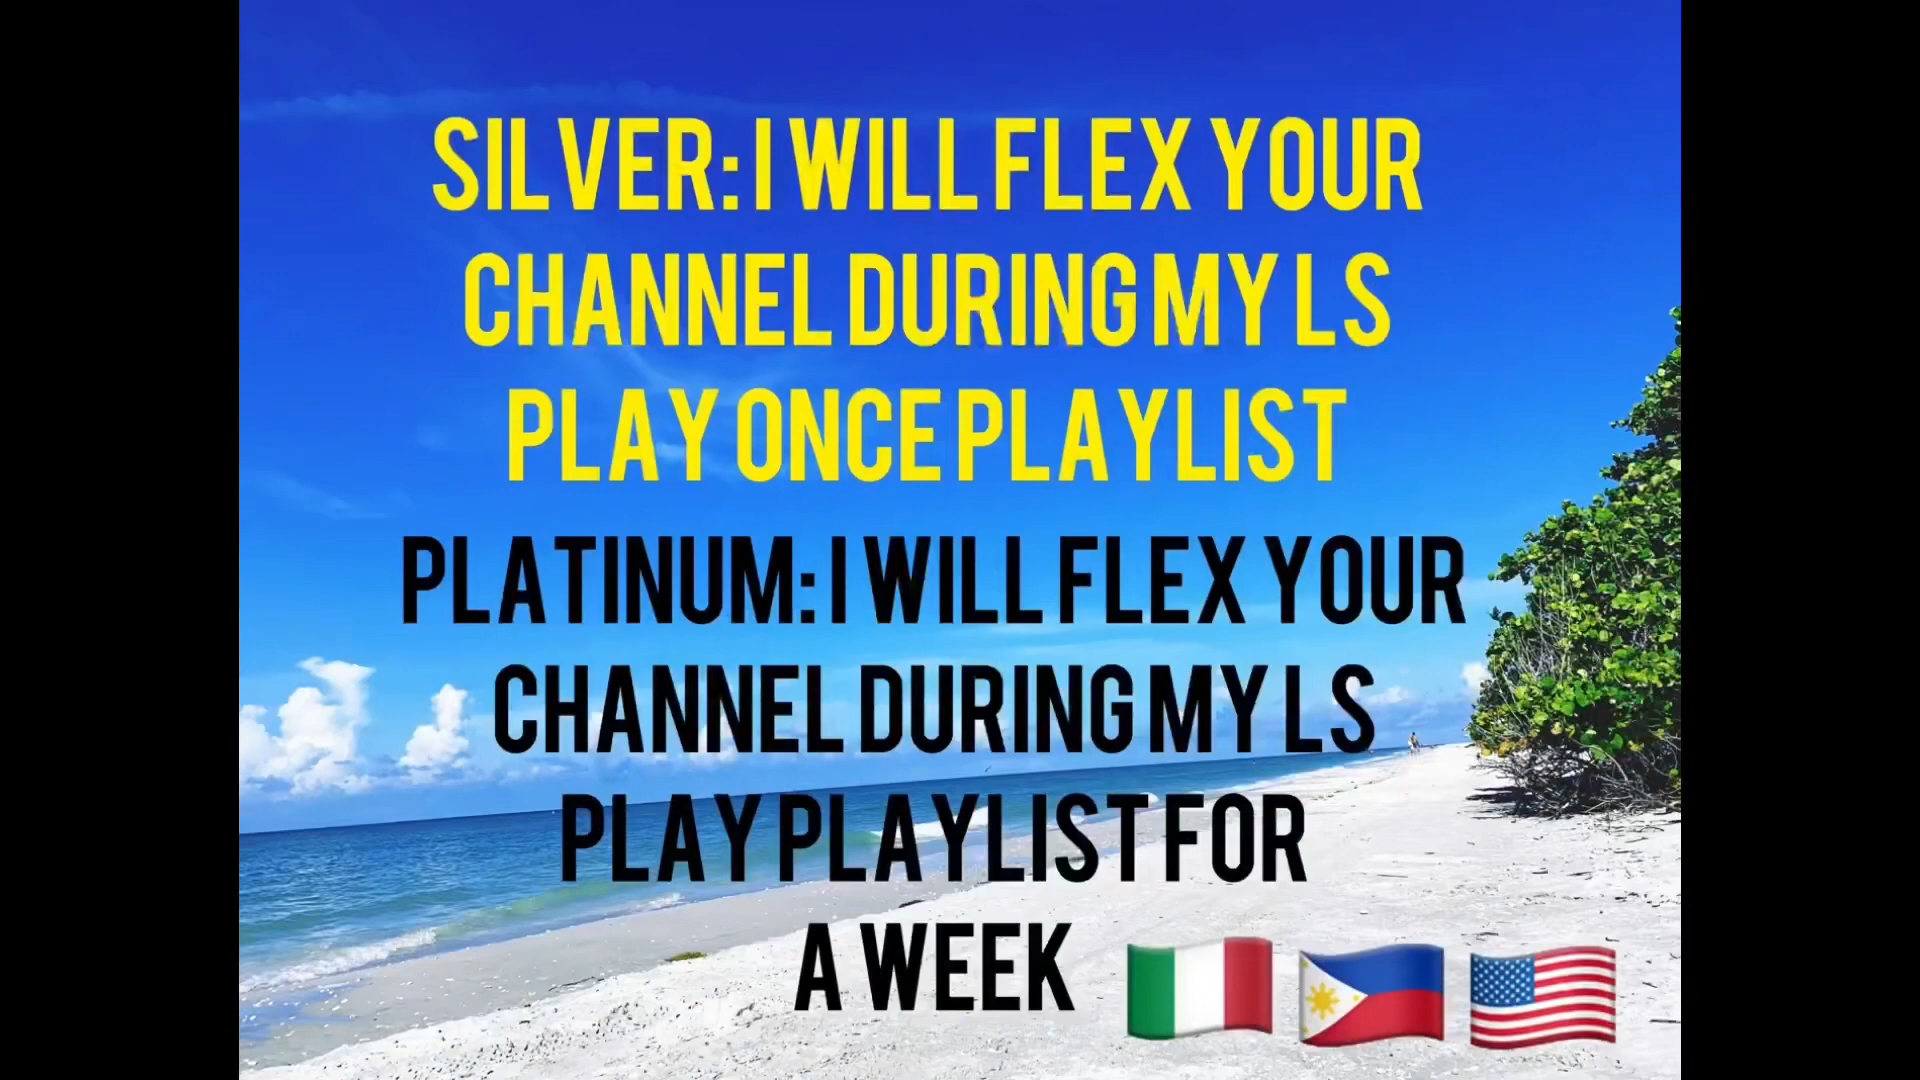 SILVER: I WILL FLEX YOUR
CHANNEL DURING MY LS
PLAY ONCE PLAYLIST
PLATINUM: I WILL FLEX YOUR
CHANNEL DURING MY LS
PLAY PLAYLIST FOR
A WEEK